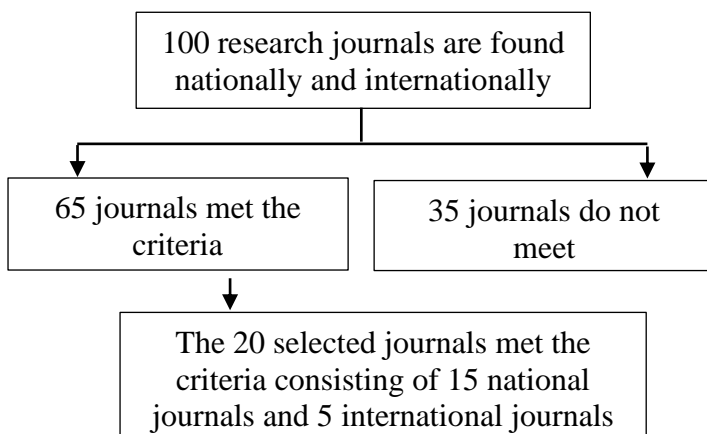 100 research journals are found
nationally and internationally
65 journals met the
criteria
35 journals do not
meet
The 20 selected journals met the
criteria consisting of 15 national
journals and 5 international journals